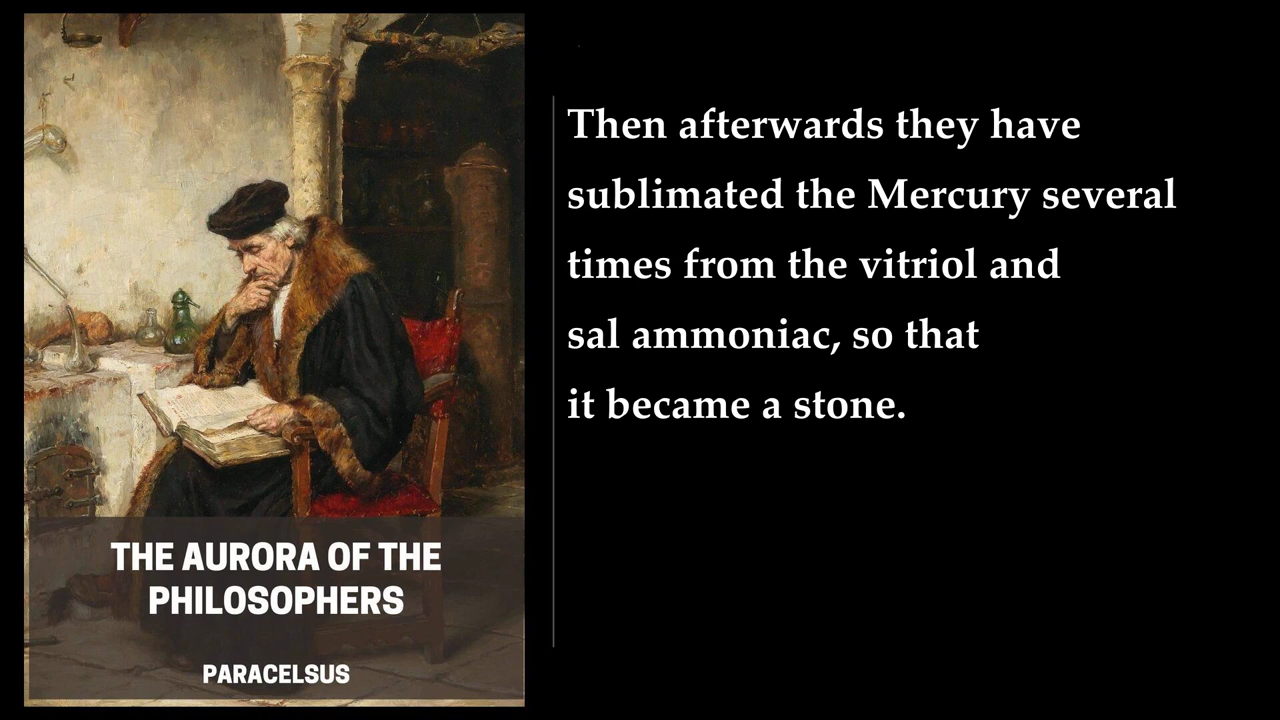 Then afterwards they have
sublimated the Mercury several
times from the vitriol and
sal ammoniac, so that
it became a stone.
THE AURORA OF THE
PHILOSOPHERS
PARACELSUS